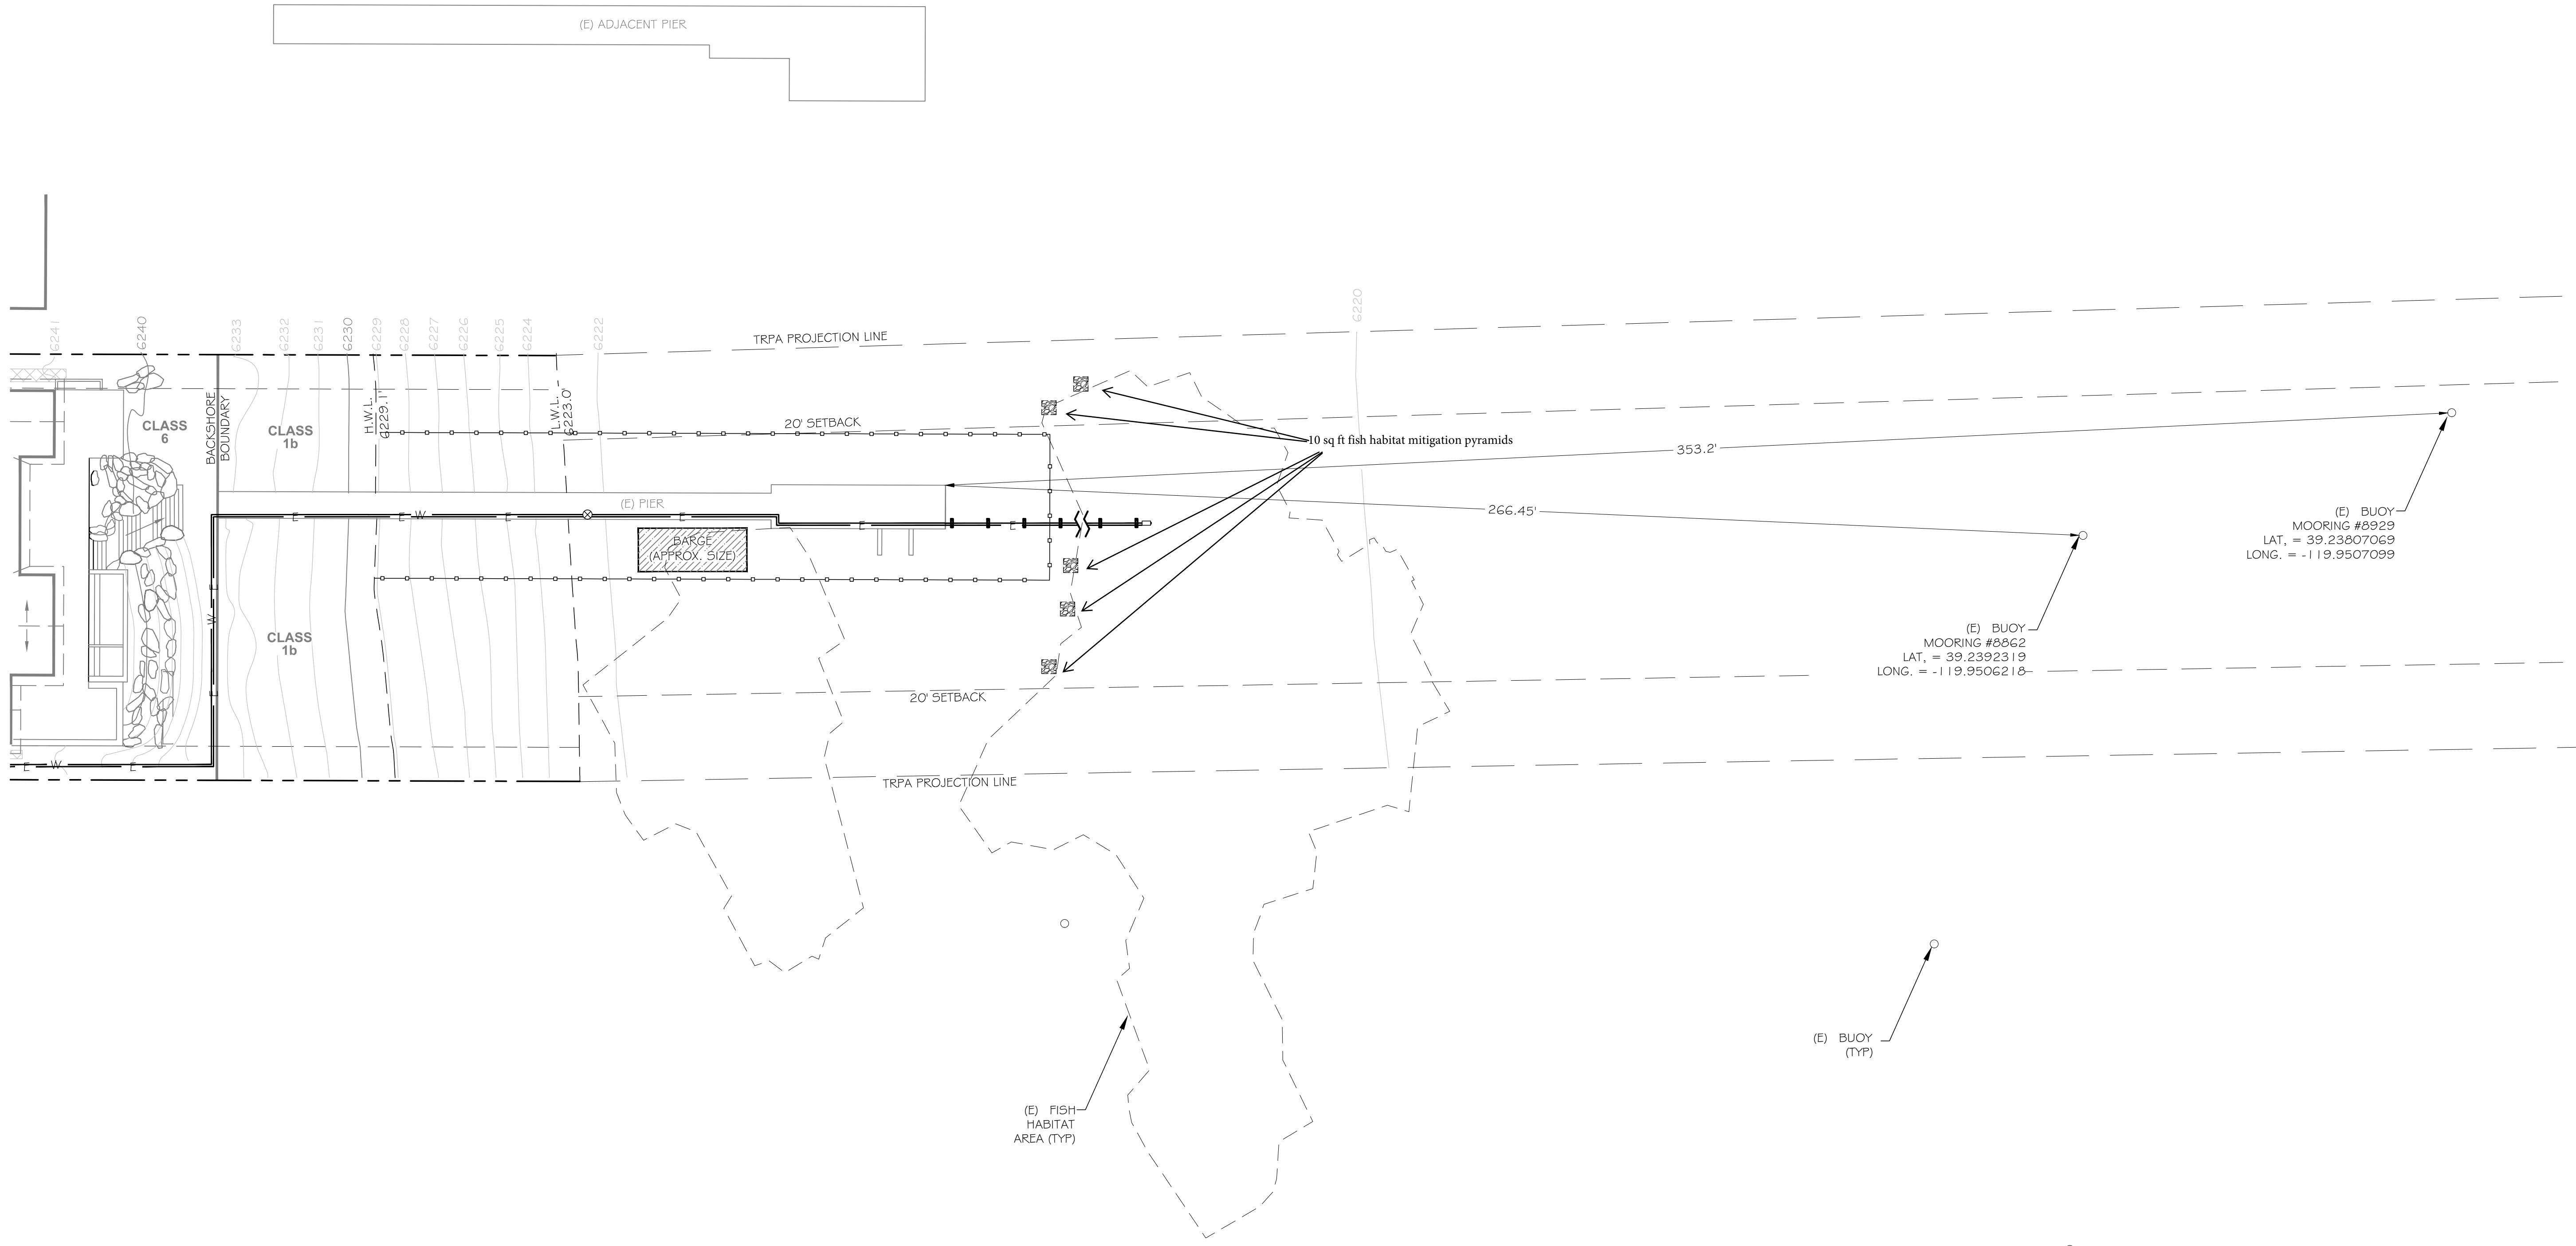 (E) ADJACENT PIER
6241
6240
6233
6232
6231
6230
6229
6228
6227
6226
6225
6224
6222
6220
TRPA PROJECTION LINE
H.W.L.
6229.1'
L.W.L.
6223.0'
BACKSHORE
BOUNDARY
CLASS
6
CLASS
1b
20' SETBACK
10 sq ft fish habitat mitigation pyramids
353.2'
266.45'
(E) PIER
E
E
W
E
E
E
E
BARGE
(APPROX. SIZE)
(E) BUOY
MOORING #8929
LAT, = 39.23807069
LONG. = -119.9507099
E
W
E
CLASS
1b
(E) BUOY
MOORING #8862
LAT, = 39.2392319
LONG. = -119.9506218
20' SETBACK
E
W
E
TRPA PROJECTION LINE
(E) BUOY
(TYP)
(E) FISH
HABITAT
AREA (TYP)